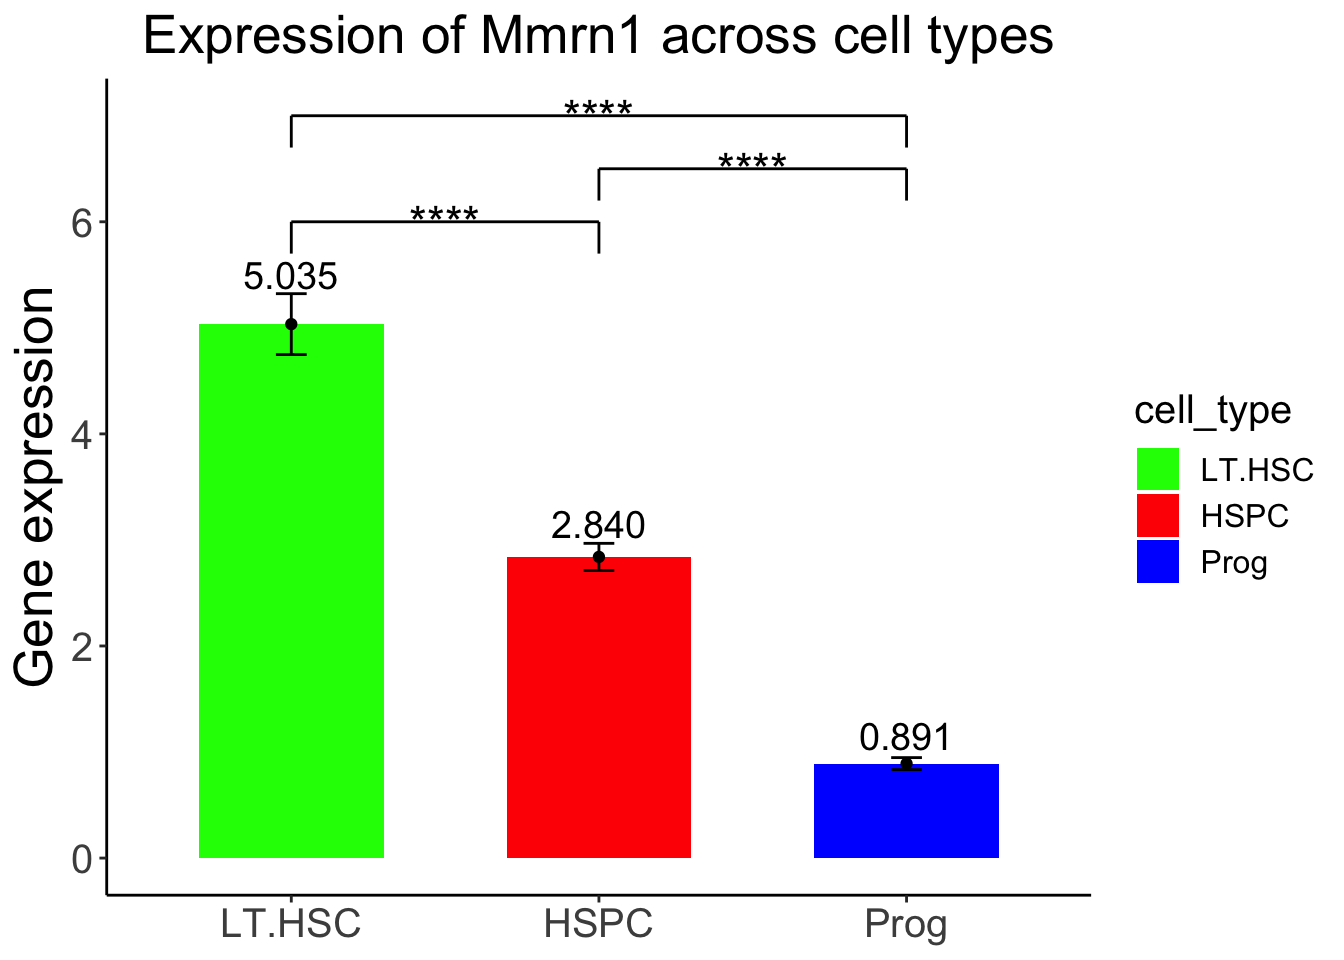 Expression of Mmrn1 across cell types
****
****
****
5.035
2.840
0.891
6
4
2
0
Gene expression
LT.HSC
HSPC
Prog
cell_type
LT.HSC
HSPC
Prog